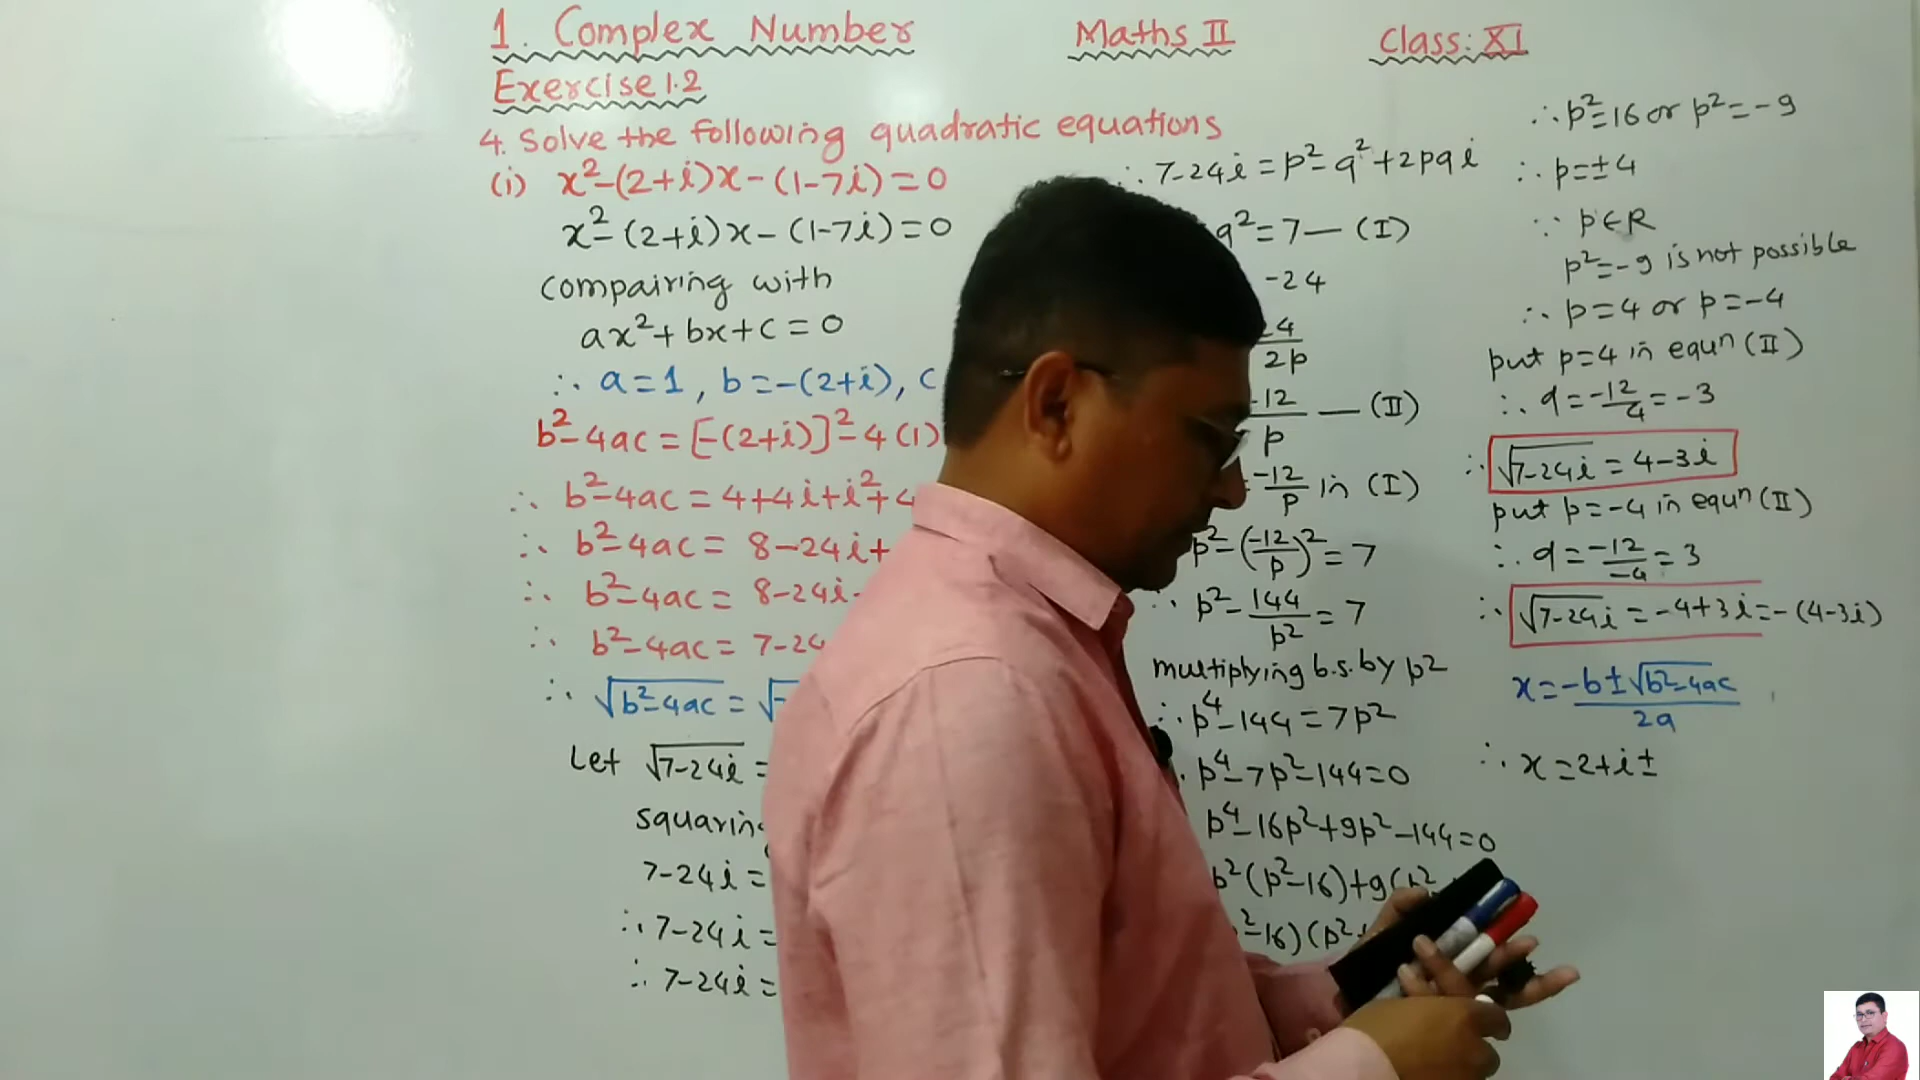 1. Complex Number Maths II Class: XI
Exercise 1.2
4. Solve the following quadratic equations
(i) x²-(2+i)x-(1-7i)=0
x²-(2+i)x-(1-7i)=0
compairing with
ax²+bx+c=0
∴ a=1, b=-(2+i), c
b²-4ac=[-(2+i)]²-4(1)
∴ b²-4ac=4+4i+i²+4
∴ b²-4ac= 8-24i+
∴ b²-4ac= 8-24i-
∴ b²-4ac= 7-24
∴ √b²-4ac = √
Let √7-24i =
squaring
7-24i=
∴ 7-24i=
∴ 7-24i=
∴ 7-24i=p²-q²+2pqi
q²=7—(I)
-24
24/2p
-12/p —(II)
-12/p in (I)
p²-(-12/p)²=7
∴ p²-144/p²=7
multiplying b.s. by p²
∴ p⁴-144=7p²
∴ p⁴-7p²-144=0
p⁴-16p²+9p²-144=0
p²(p²-16)+9(p²
²-16)(p²
∴ p²=16 or p²=-9
∴ p=±4
∵ p∈R
p²=-9 is not possible
∴ p=4 or p=-4
put p=4 in equn (II)
∴ q=-12/4=-3
∴ √7-24i = 4-3i
put p=-4 in equn (II)
∴ q=-12/-4=3
∴ √7-24i=-4+3i=-(4-3i)
x=-b±√b²-4ac/2a
∴ x=2+i±